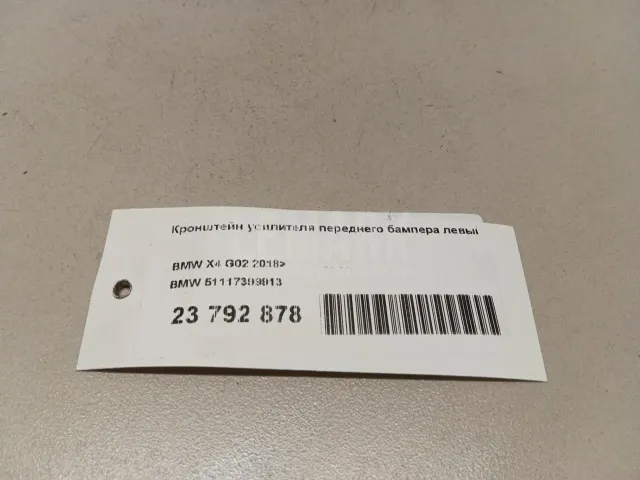 Кронштейн усилителя переднего бампера левый
BMW X4 G02 2018>
BMW 51117399913
23 792 878